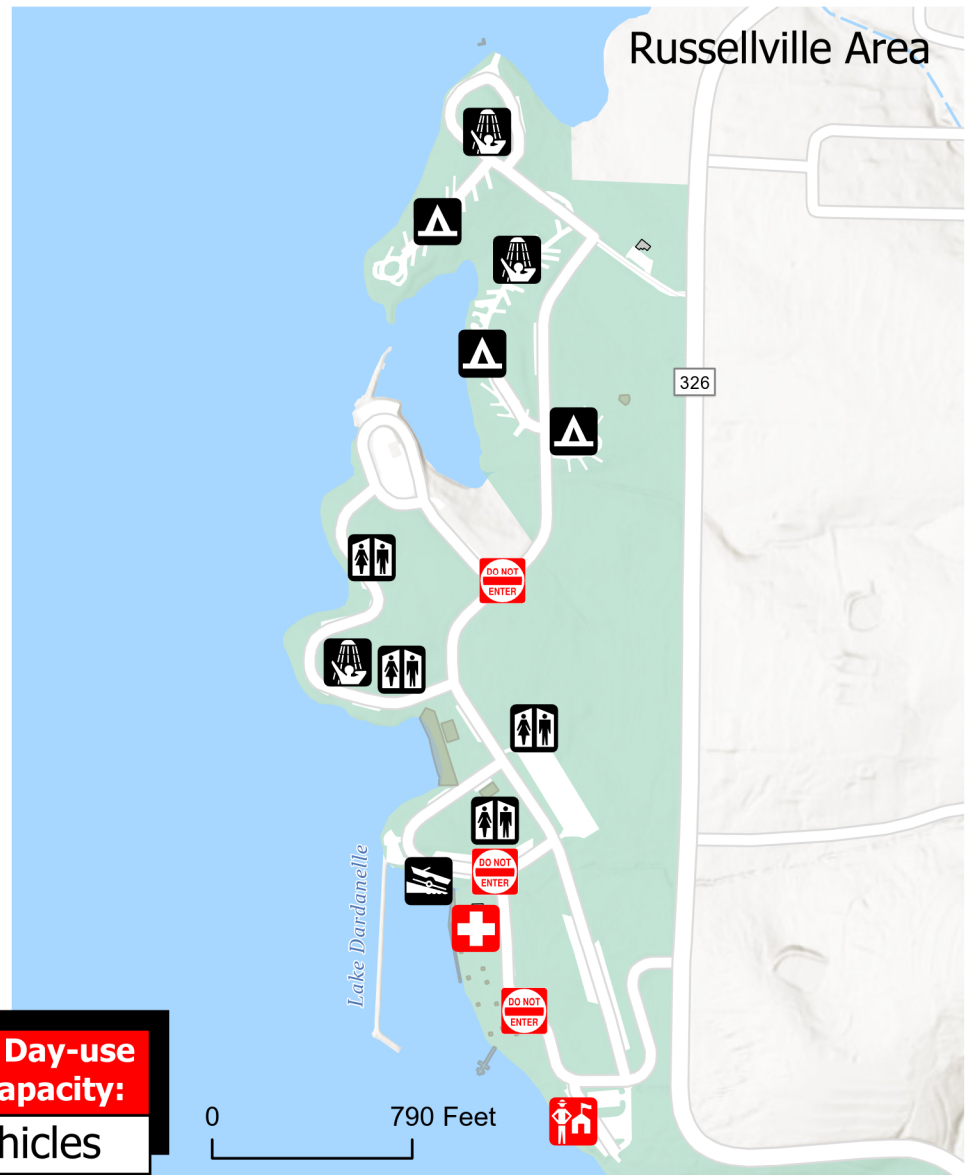 Russellville Area
326
DO NOT
ENTER
DO NOT
ENTER
Lake Dardanelle
DO NOT
ENTER
Day-use
apacity:
hicles
0
790 Feet